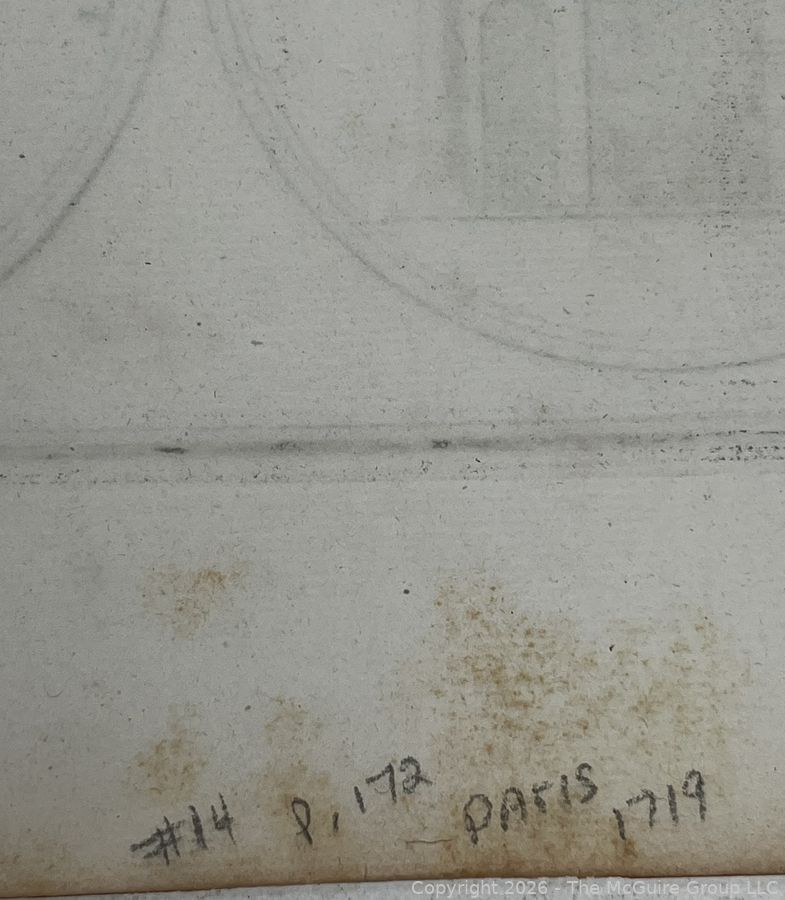 #14 P. 172 PARIS 1719
Copyright 2026 - The McGuire Group LLC